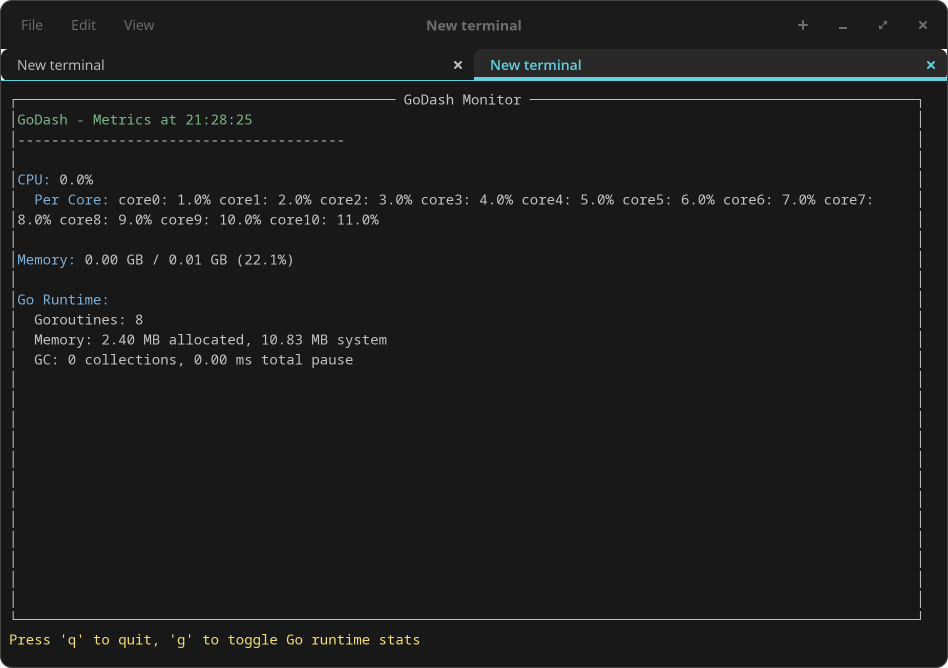 File Edit View New terminal
New terminal New terminal
GoDash Monitor
GoDash - Metrics at 21:28:25
---------------------------------------
CPU: 0.0%
Per Core: core0: 1.0% core1: 2.0% core2: 3.0% core3: 4.0% core4: 5.0% core5: 6.0% core6: 7.0% core7:
8.0% core8: 9.0% core9: 10.0% core10: 11.0%
Memory: 0.00 GB / 0.01 GB (22.1%)
Go Runtime:
Goroutines: 8
Memory: 2.40 MB allocated, 10.83 MB system
GC: 0 collections, 0.00 ms total pause
Press 'q' to quit, 'g' to toggle Go runtime stats